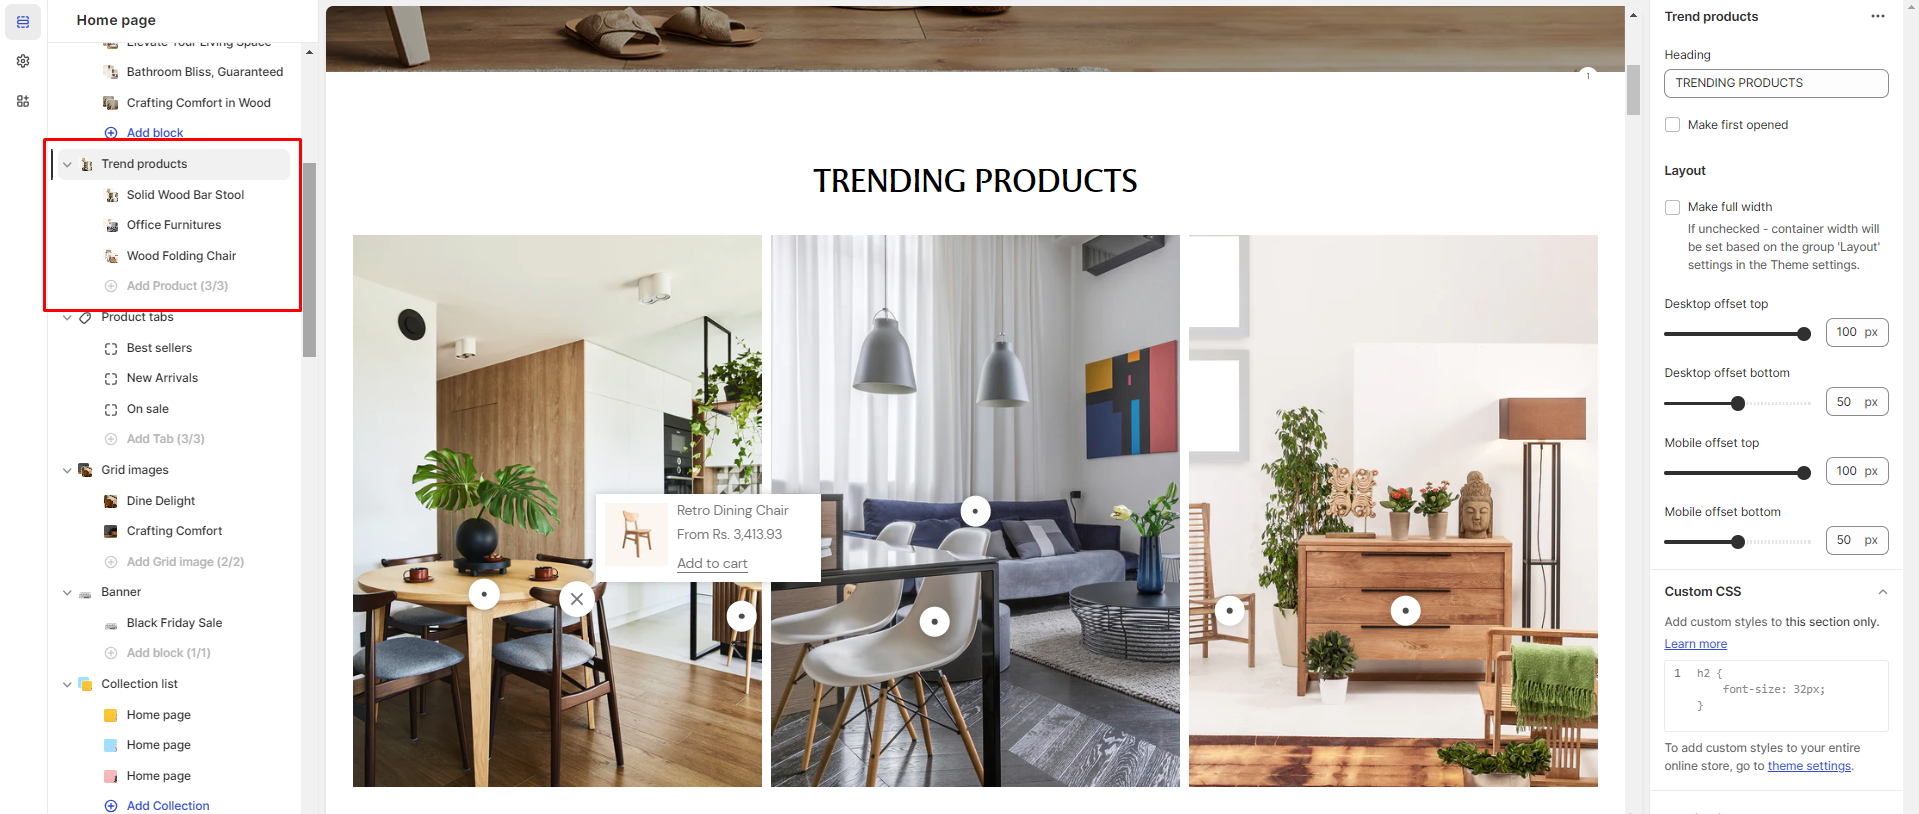 Home page
Elevate Your Living Space
Bathroom Bliss, Guaranteed
Crafting Comfort in Wood
Add block
Trend products
Solid Wood Bar Stool
Office Furnitures
Wood Folding Chair
Add Product (3/3)
Product tabs
Best sellers
New Arrivals
On sale
Add Tab (3/3)
Grid images
Dine Delight
Crafting Comfort
Add Grid image (2/2)
Banner
Black Friday Sale
Add block (1/1)
Collection list
Home page
Home page
Home page
Add Collection
1
TRENDING PRODUCTS
Retro Dining Chair
From Rs. 3,413.93
Add to cart
Trend products
Heading
TRENDING PRODUCTS
Make first opened
Layout
Make full width
If unchecked - container width will
be set based on the group 'Layout'
settings in the Theme settings.
Desktop offset top
100 px
Desktop offset bottom
50 px
Mobile offset top
100 px
Mobile offset bottom
50 px
Custom CSS
Add custom styles to this section only.
Learn more
1 h2 {
font-size: 32px;
}
To add custom styles to your entire
online store, go to theme settings.